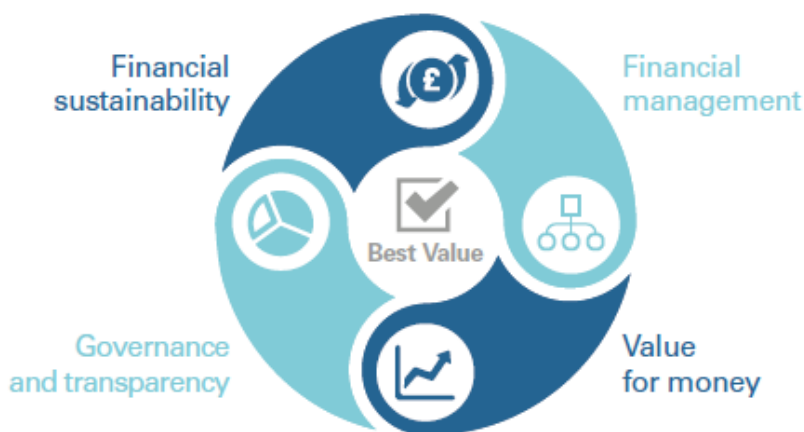 Financial
sustainability
Financial
management
£
Best Value
Governance
and transparency
Value
for money